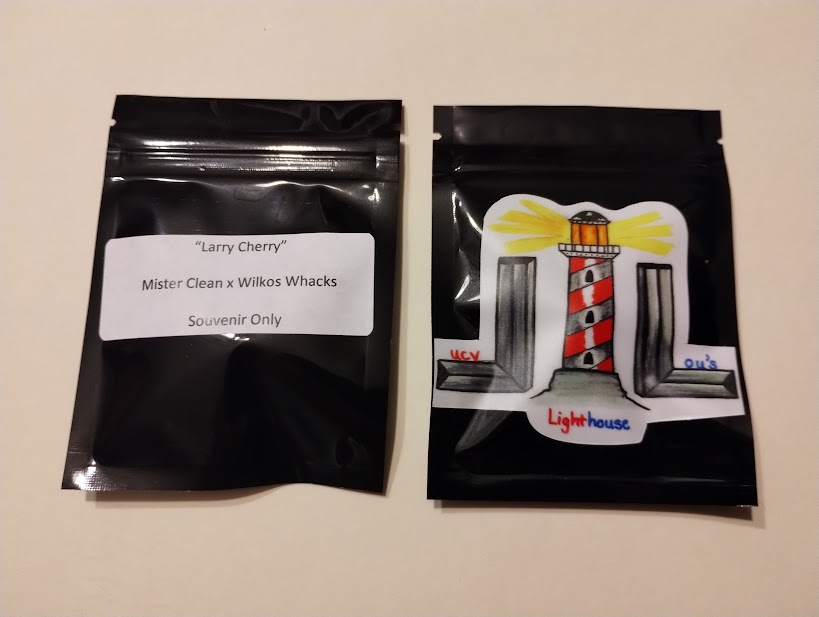 “Larry Cherry”
Mister Clean x Wilkos Whacks
Souvenir Only
ucv
ou's
Lighthouse